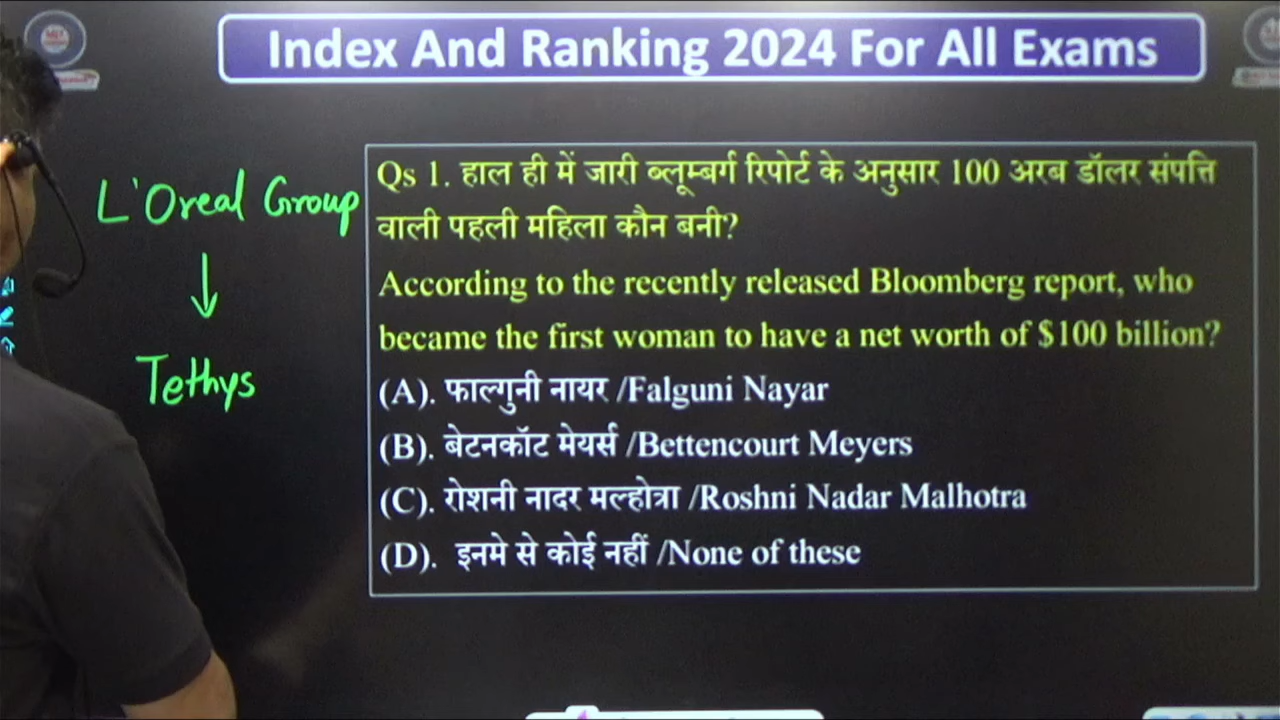 Index And Ranking 2024 For All Exams
L'Oreal Group
Tethys
Qs 1. हाल ही में जारी ब्लूम्बर्ग रिपोर्ट के अनुसार 100 अरब डॉलर संपत्ति
वाली पहली महिला कौन बनी?
According to the recently released Bloomberg report, who
became the first woman to have a net worth of $100 billion?
(A). फाल्गुनी नायर /Falguni Nayar
(B). बेटनकॉट मेयर्स /Bettencourt Meyers
(C). रोशनी नादर मल्होत्रा /Roshni Nadar Malhotra
(D). इनमे से कोई नहीं /None of these